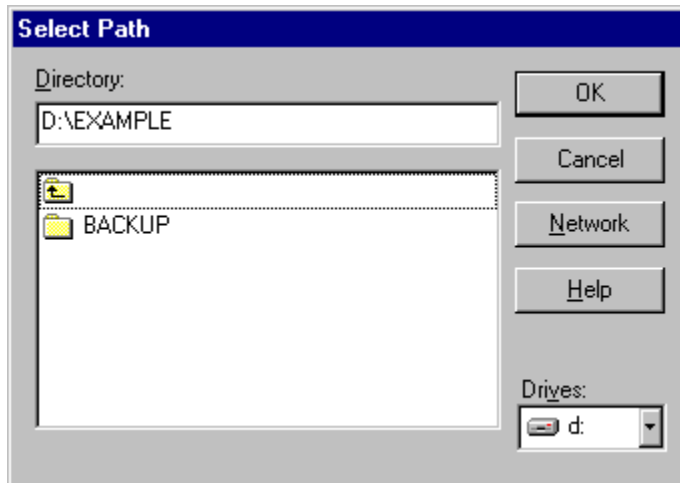 Select Path
Directory:
D:\EXAMPLE
BACKUP
OK
Cancel
Network
Help
Drives:
d: